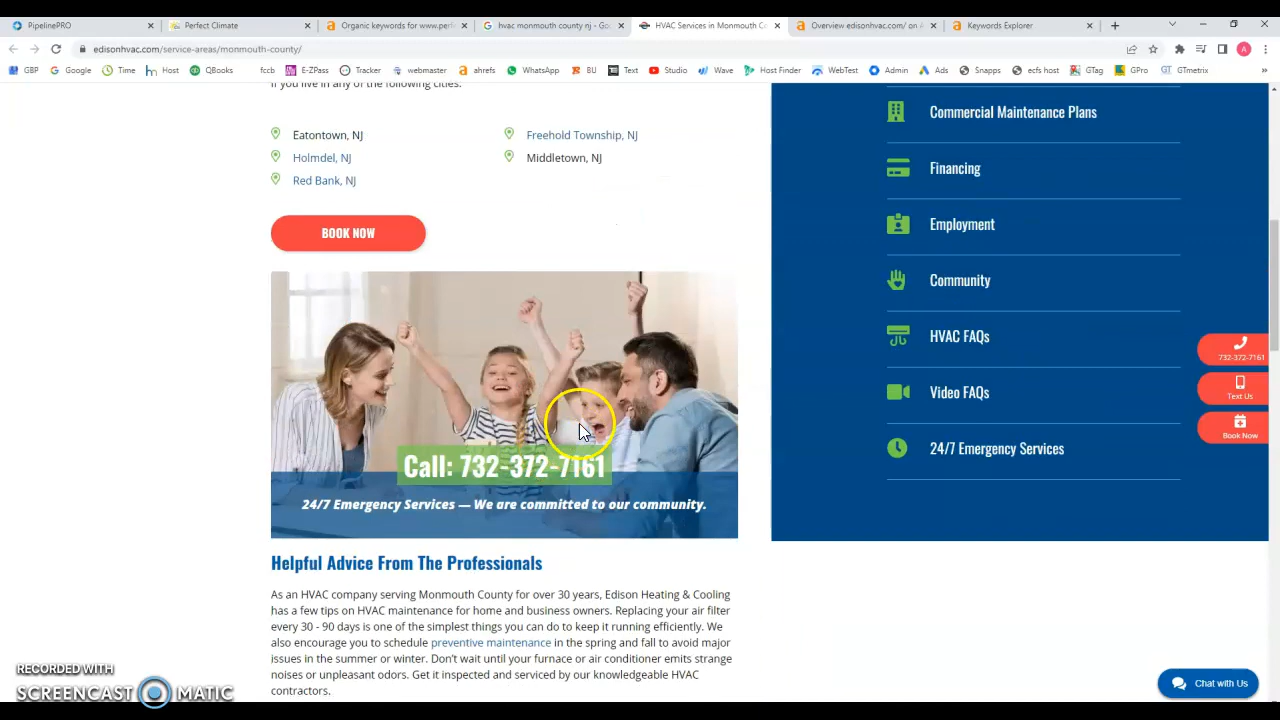 PipelinePRO
Perfect Climate
Organic keywords for www.perf
hvac monmouth county nj - Goo
HVAC Services in Monmouth Co
Overview edisonhvac.com/ on A
Keywords Explorer
edisonhvac.com/service-areas/monmouth-county/
GBP
Google
Time
Host
QBooks
fccb
E-ZPass
Tracker
webmaster
ahrefs
WhatsApp
BU
Text
Studio
Wave
Host Finder
WebTest
Admin
Ads
Snapps
ecfs host
GTag
GPro
GTmetrix
If you live in any of the following cities:
Eatontown, NJ
Freehold Township, NJ
Holmdel, NJ
Middletown, NJ
Red Bank, NJ
BOOK NOW
Call: 732-372-7161
24/7 Emergency Services — We are committed to our community.
Helpful Advice From The Professionals
As an HVAC company serving Monmouth County for over 30 years, Edison Heating & Cooling
has a few tips on HVAC maintenance for home and business owners. Replacing your air filter
every 30 - 90 days is one of the simplest things you can do to keep it running efficiently. We
also encourage you to schedule preventive maintenance in the spring and fall to avoid major
issues in the summer or winter. Don't wait until your furnace or air conditioner emits strange
noises or unpleasant odors. Get it inspected and serviced by our knowledgeable HVAC
contractors.
Commercial Maintenance Plans
Financing
Employment
Community
HVAC FAQs
Video FAQs
24/7 Emergency Services
732-372-7161
Text Us
Book Now
Chat with Us
RECORDED WITH
SCREENCAST MATIC